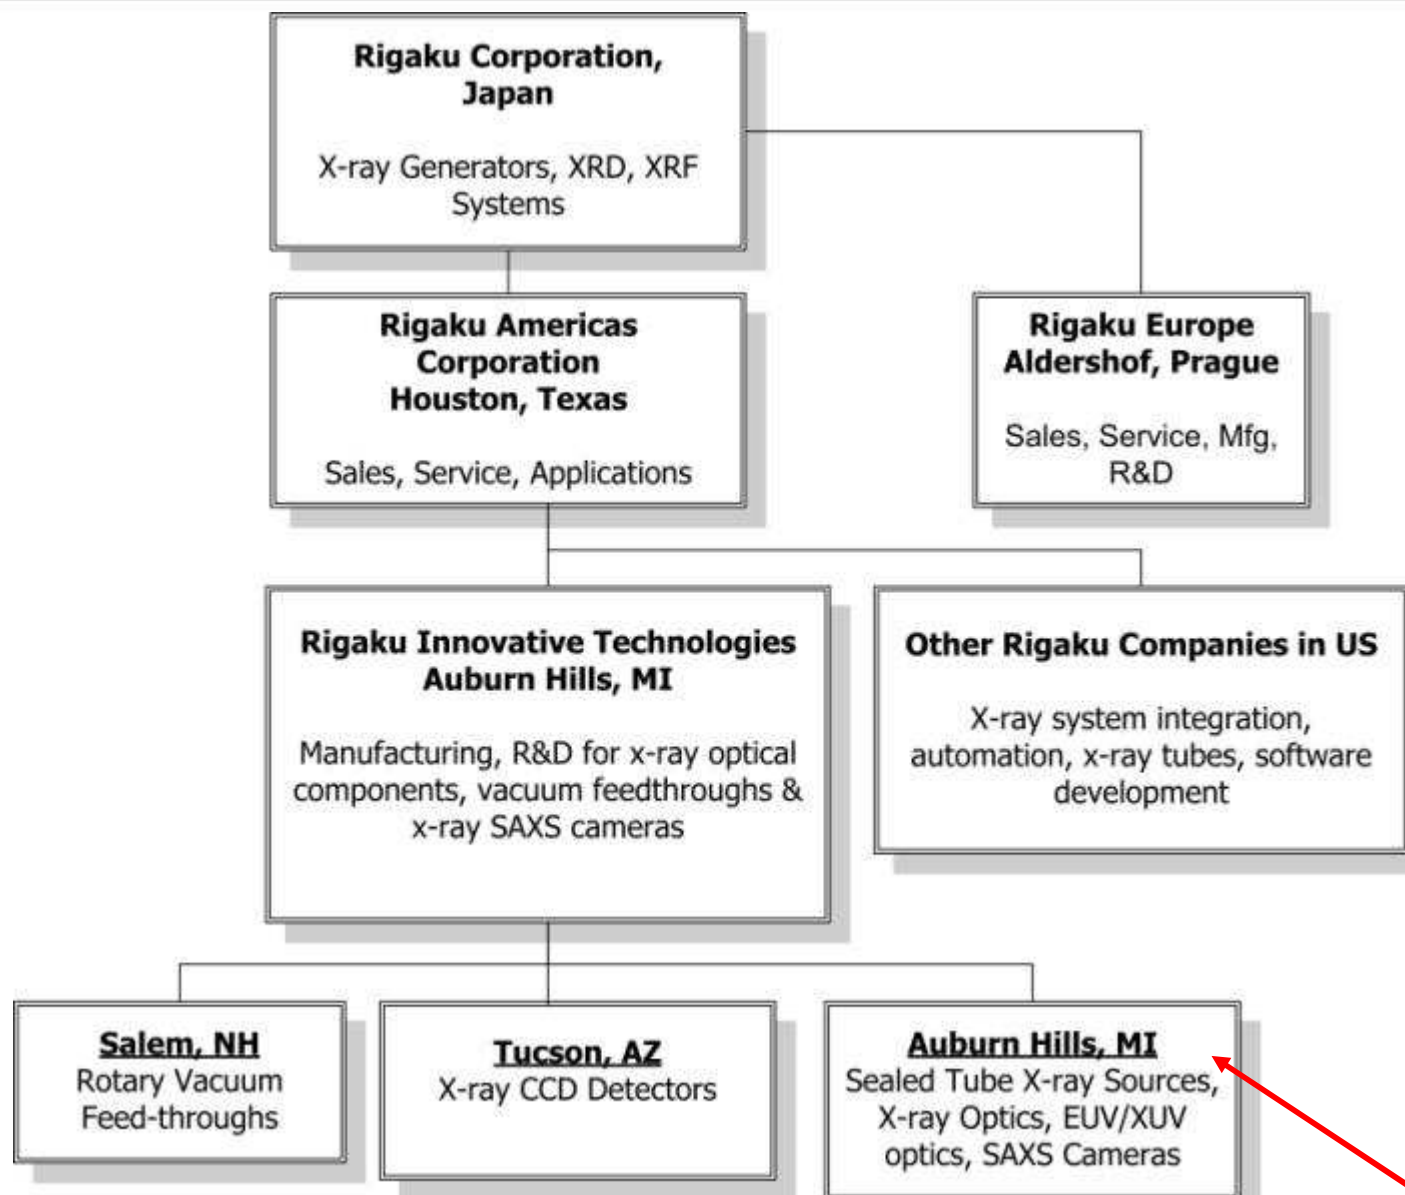 Rigaku Corporation,
Japan
X-ray Generators, XRD, XRF
Systems
Rigaku Americas
Corporation
Houston, Texas
Sales, Service, Applications
Rigaku Europe
Aldershof, Prague
Sales, Service, Mfg,
R&D
Rigaku Innovative Technologies
Auburn Hills, MI
Manufacturing, R&D for x-ray optical
components, vacuum feedthroughs &
x-ray SAXS cameras
Other Rigaku Companies in US
X-ray system integration,
automation, x-ray tubes, software
development
Salem, NH
Rotary Vacuum
Feed-throughs
Tucson, AZ
X-ray CCD Detectors
Auburn Hills, MI
Sealed Tube X-ray Sources,
X-ray Optics, EUV/XUV
optics, SAXS Cameras